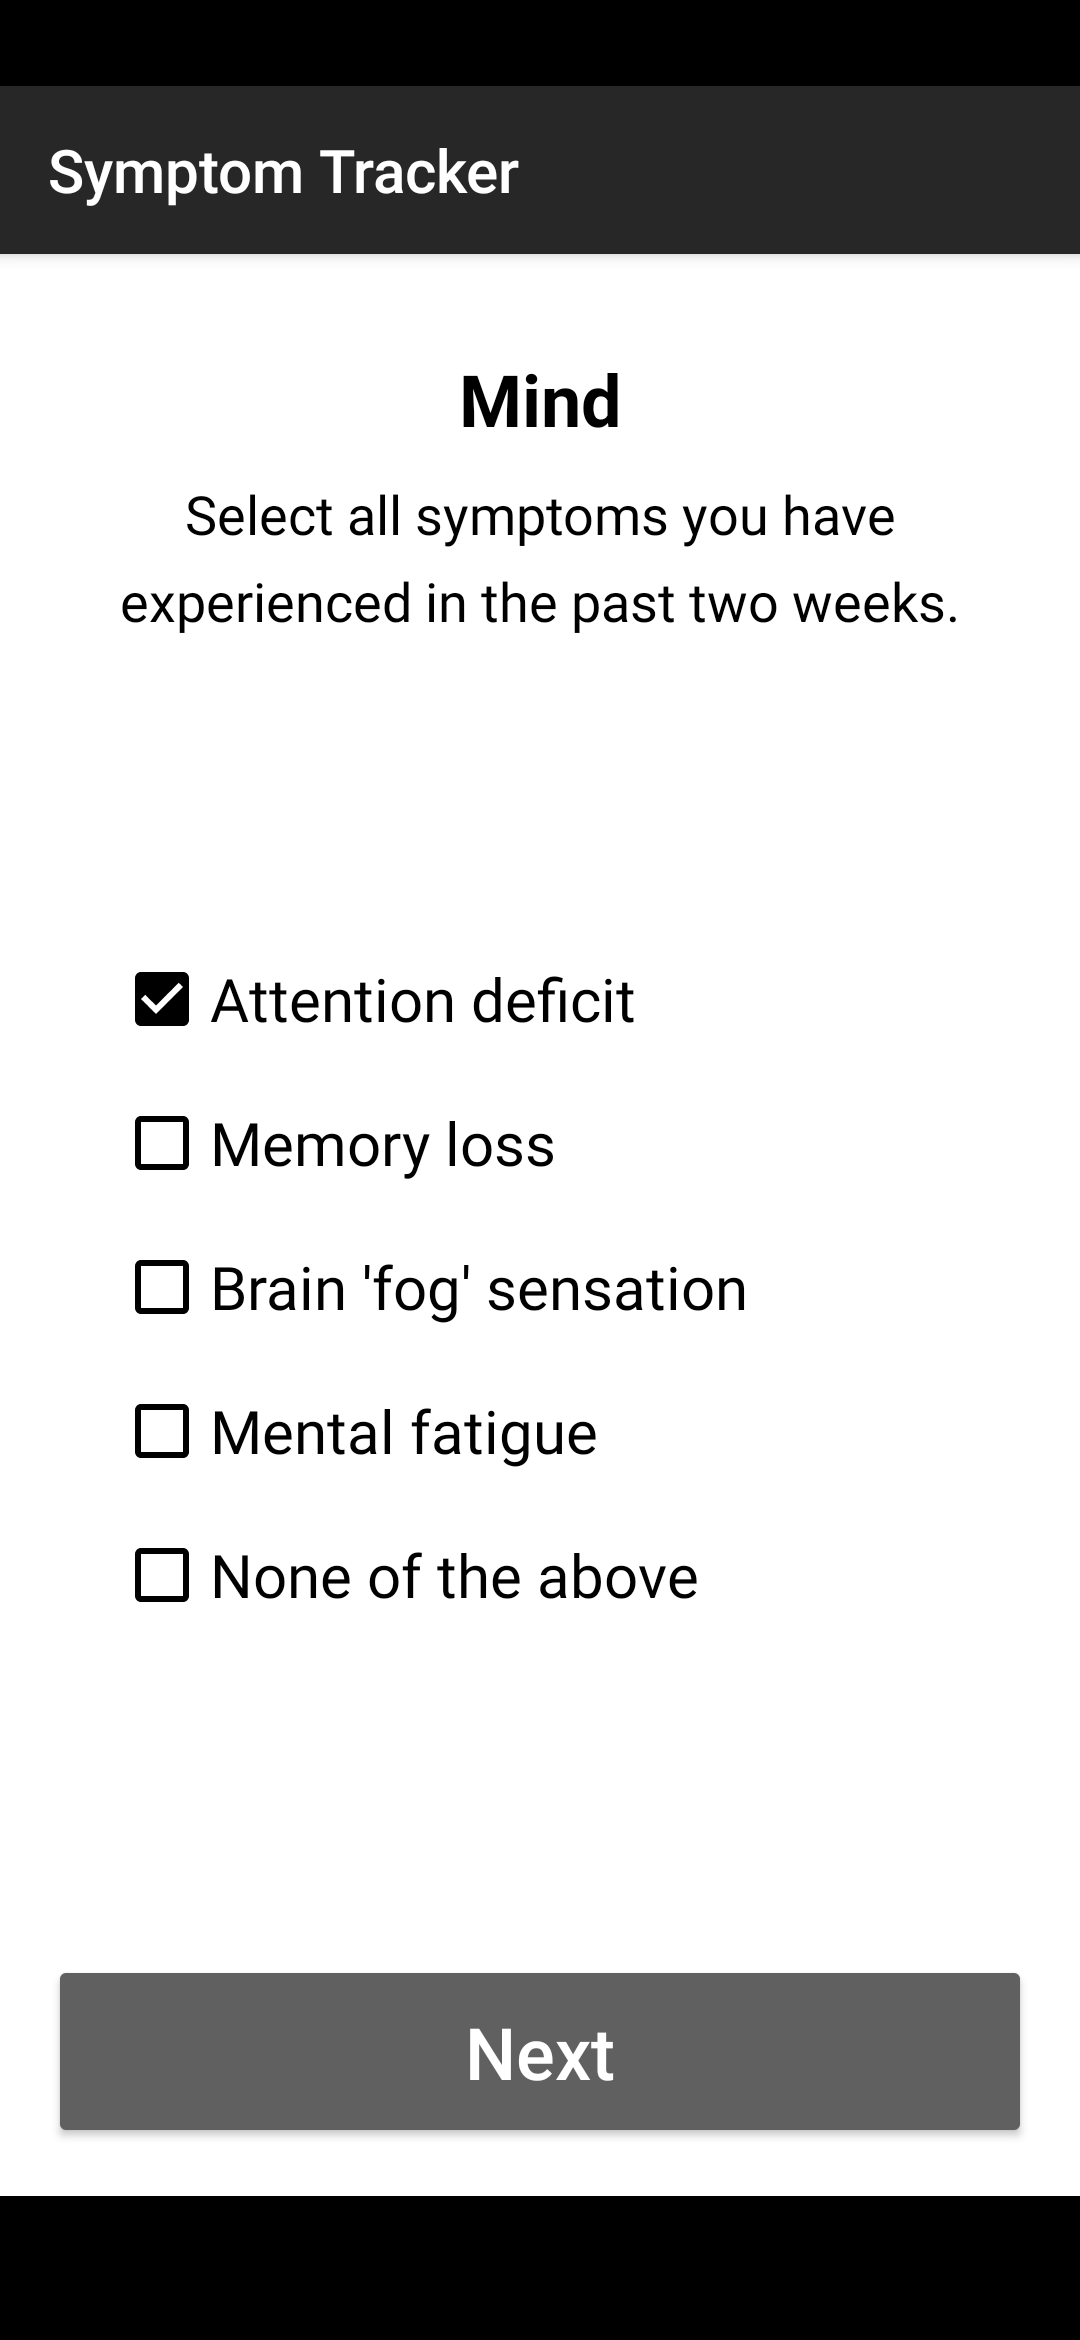 Symptom Tracker
Mind
Select all symptoms you have
experienced in the past two weeks.
Attention deficit
Memory loss
Brain 'fog' sensation
Mental fatigue
None of the above
Next